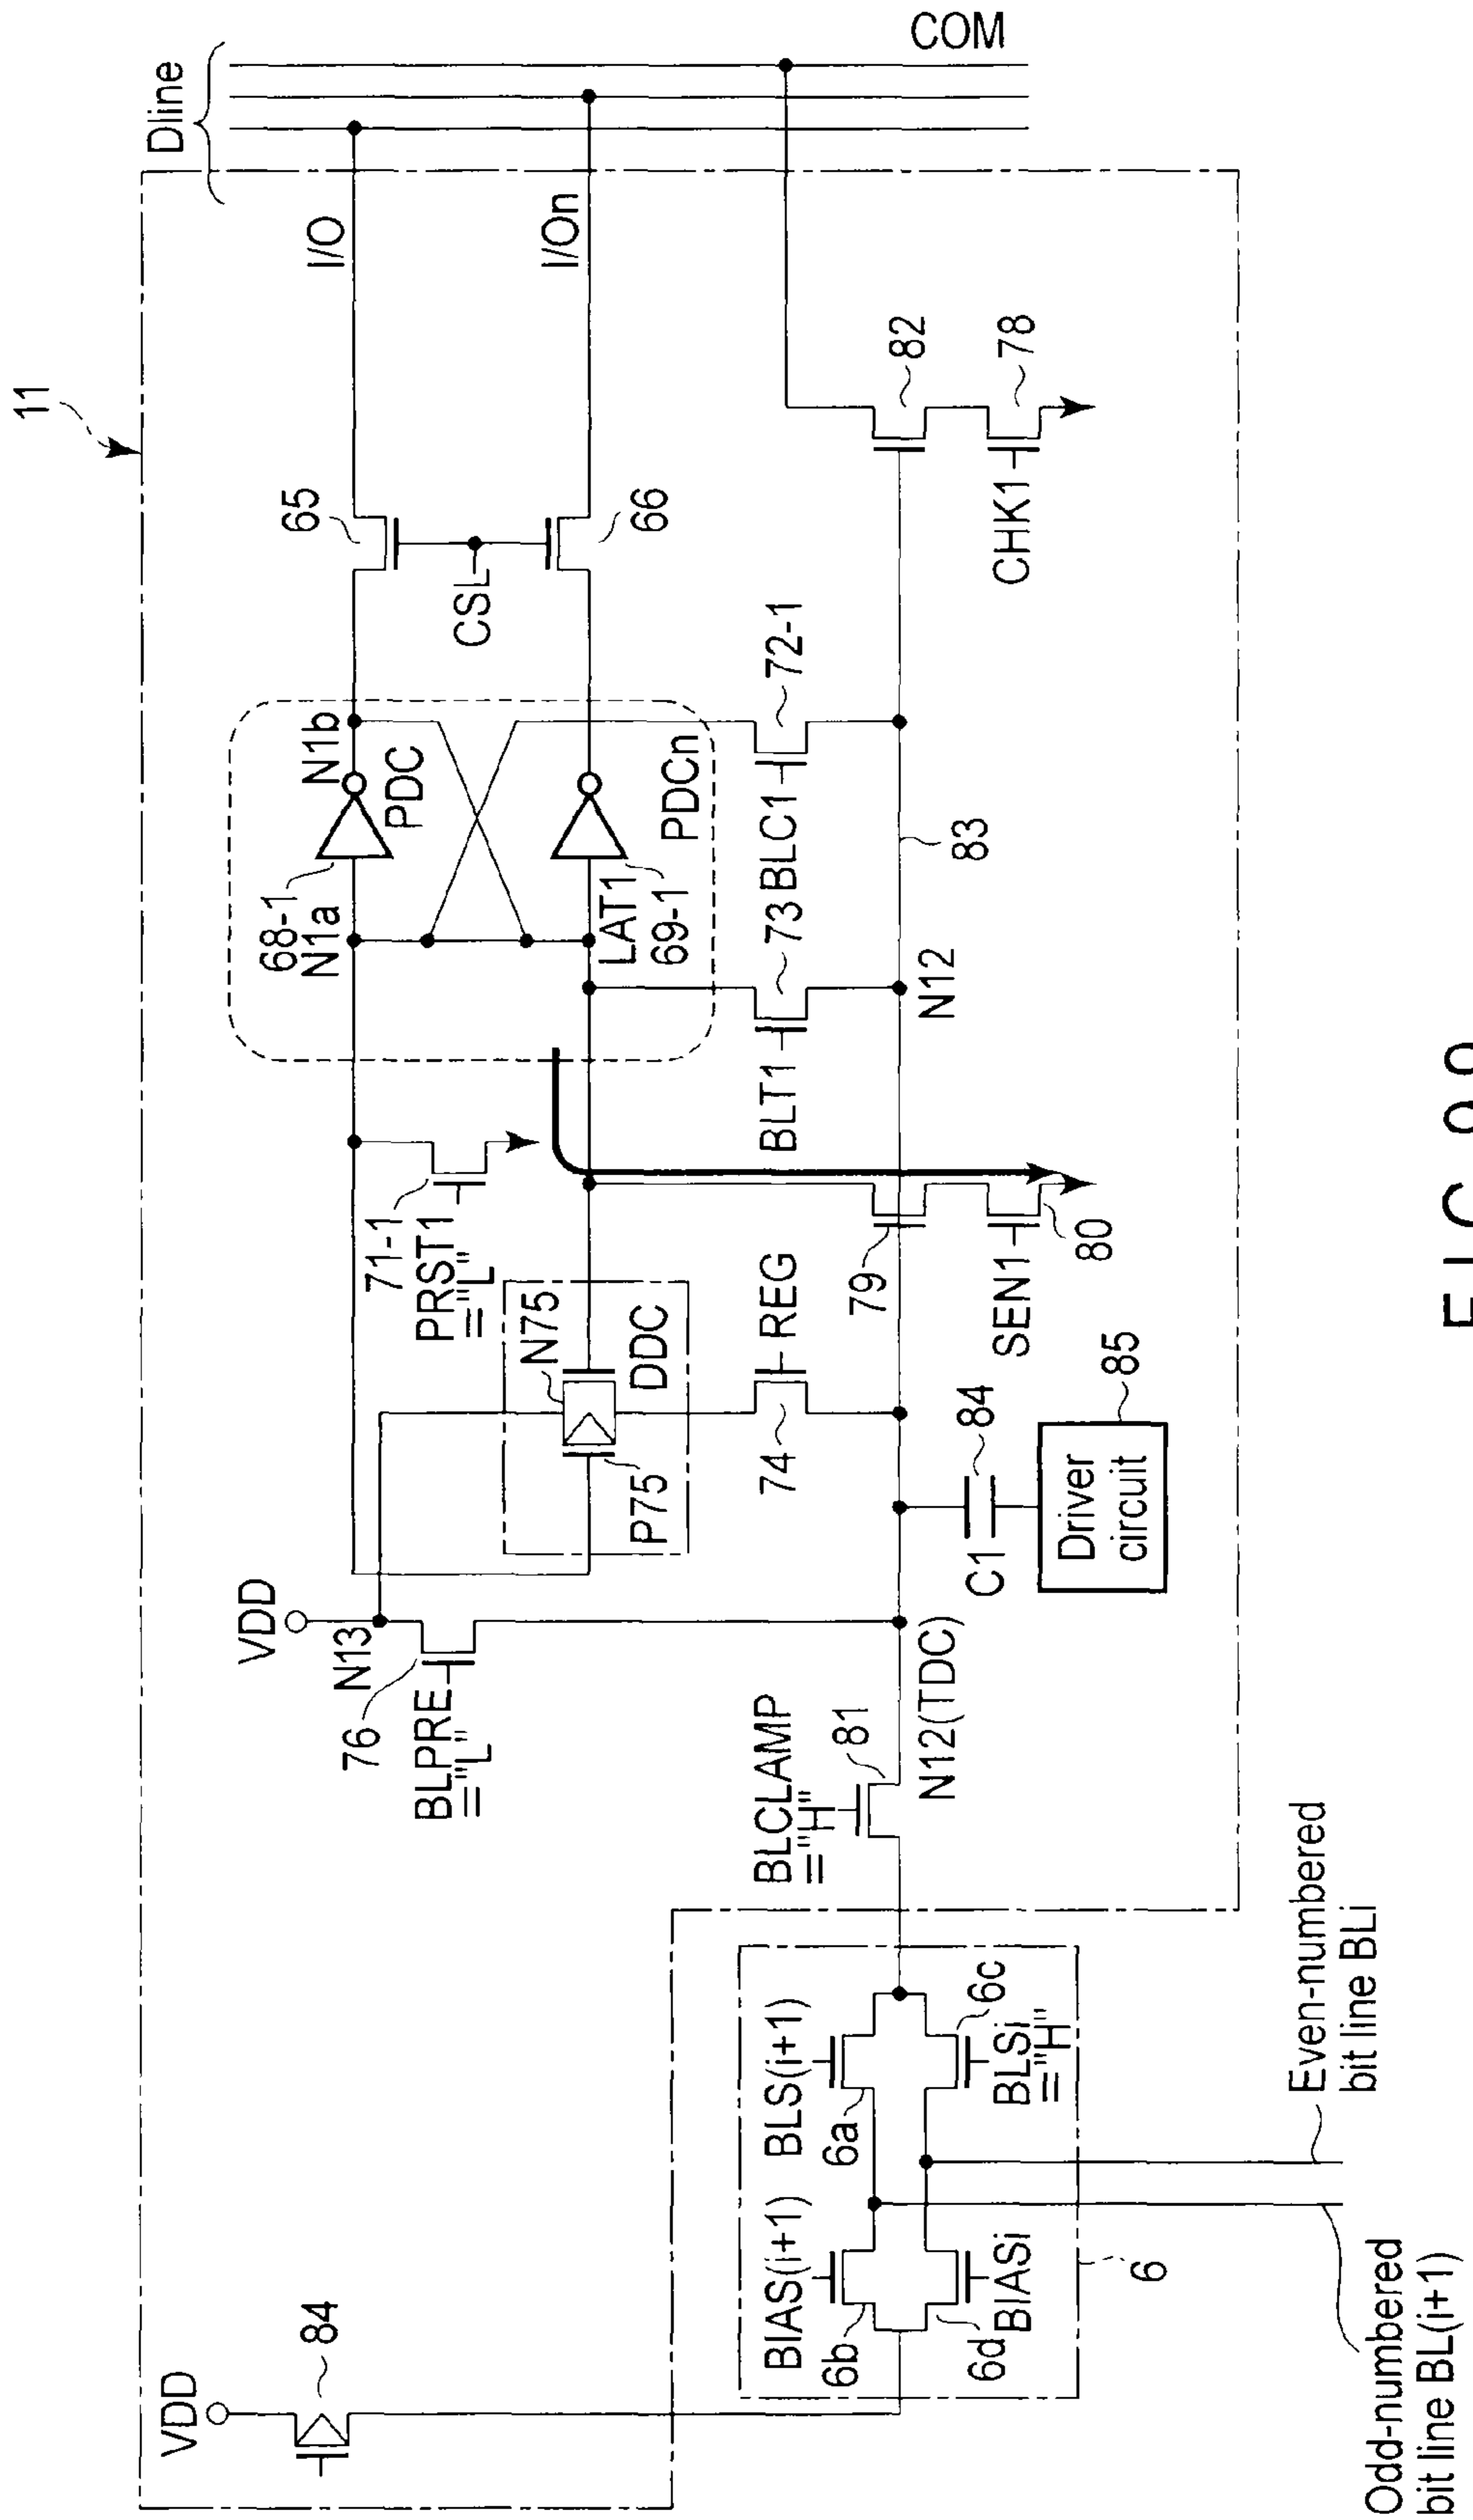 11
Dline
COM
I/O
I/On
65
66
CSL
82
78
CHK1
68-1
N1a
N1b
PDC
LAT1
69-1
PDCn
72-1
BLC1
73
BLT1
83
N12
71-1
PRST1
="L"
79
SEN1
80
N75
DDC
P75
REG
74
84
C1
85
Driver
circuit
VDD
N13
76
BLPRE
="L"
BLCLAMP
="H"
81
N12(TDC)
VDD
84
BLS(i+1)
6a
6c
BLSi
="H"
BIAS(i+1)
6b
6d
BIASi
6
Even-numbered
bit line BLi
Odd-numbered
bit line BL(i+1)